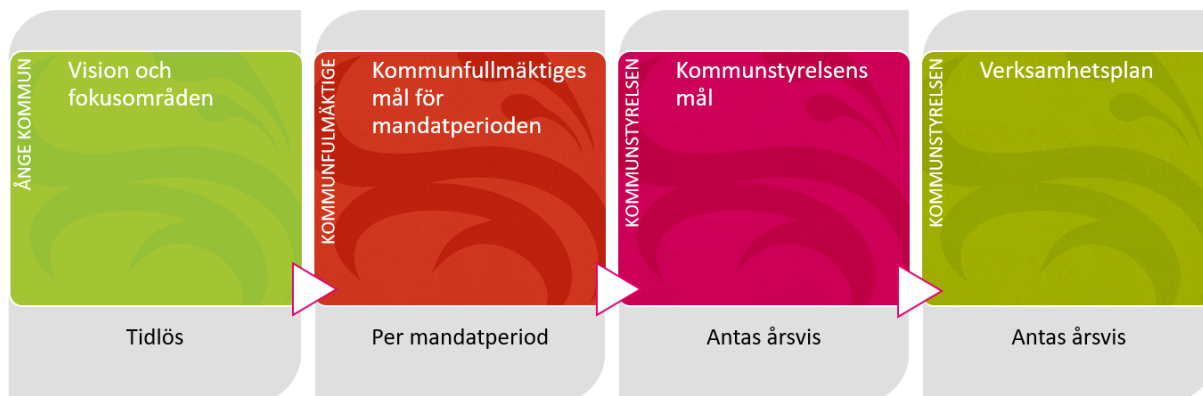 ÅNGE KOMMUN
Vision och
fokusområden
Tidlös
KOMMUNFULMÄKTIGE
Kommunfullmäktiges
mål för
mandatperioden
Per mandatperiod
KOMMUNSTYRELSEN
Kommunstyrelsens
mål
Antas årsvis
KOMMUNSTYRELSEN
Verksamhetsplan
Antas årsvis